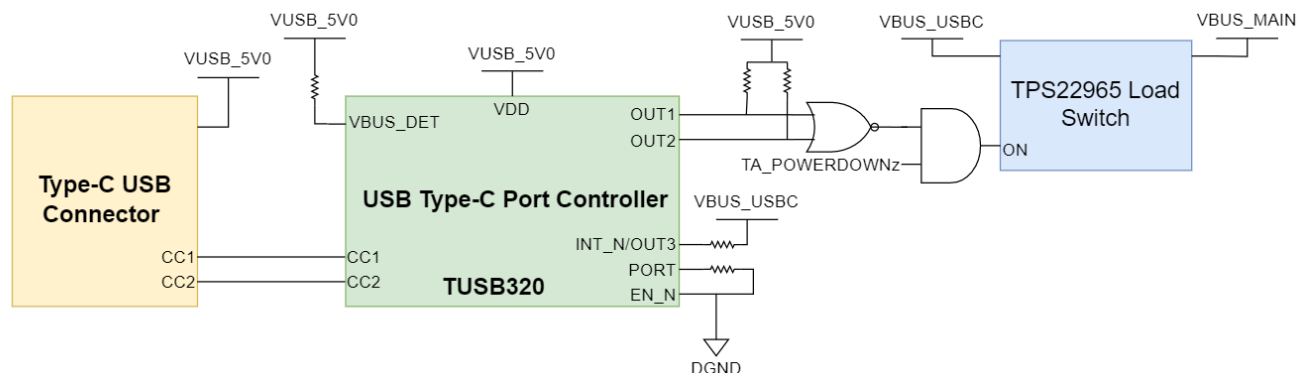 VUSB_5V0
VUSB_5V0
VUSB_5V0
VUSB_5V0
VBUS_USBC
VBUS_MAIN
VDD
VBUS_DET
OUT1
OUT2
TA_POWERDOWNz
ON
TPS22965 Load
Switch
Type-C USB
Connector
USB Type-C Port Controller
VBUS_USBC
INT_N/OUT3
CC1
CC1
PORT
CC2
CC2
TUSB320
EN_N
DGND